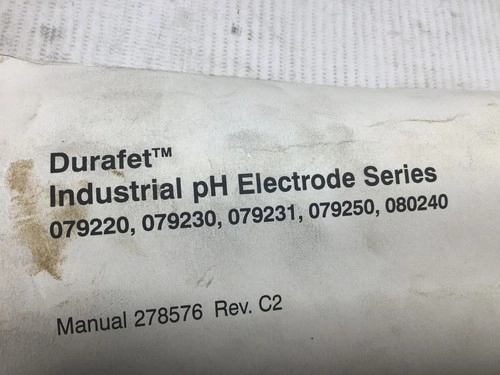 Durafet™
Industrial pH Electrode Series
079220, 079230, 079231, 079250, 080240
Manual 278576 Rev. C2